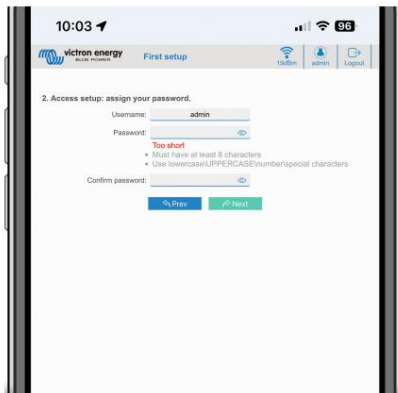 10:03
96
victron energy
BLUE POWER
First setup
19dBm
admin
Logout
2. Access setup: assign your password.
Username: admin
Password:
Too short
• Must have at least 8 characters
• Use lowercase\UPPERCASE\number\special characters
Confirm password:
Prev
Next